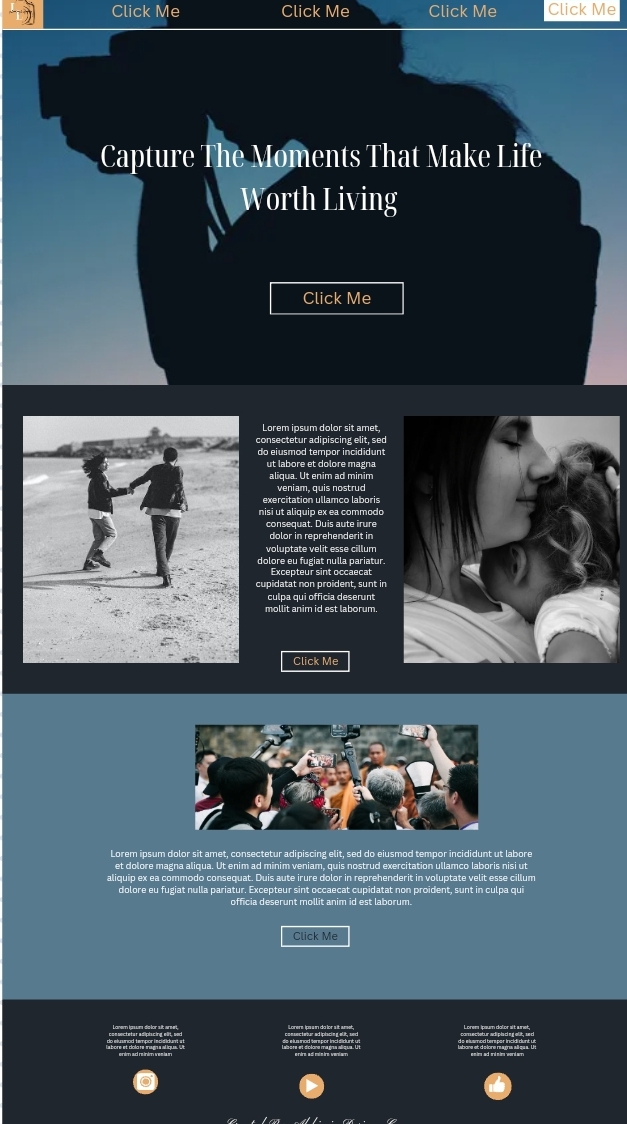 Click Me
Click Me
Click Me
Click Me
Capture The Moments That Make Life
Worth Living
Click Me
Lorem ipsum dolor sit amet,
consectetur adipiscing elit, sed
do eiusmod tempor incididunt
ut labore et dolore magna
aliqua. Ut enim ad minim
veniam, quis nostrud
exercitation ullamco laboris
nisi ut aliquip ex ea commodo
consequat. Duis aute irure
dolor in reprehenderit in
voluptate velit esse cillum
dolore eu fugiat nulla pariatur.
Excepteur sint occaecat
cupidatat non proident, sunt in
culpa qui officia deserunt
mollit anim id est laborum.
Click Me
Lorem ipsum dolor sit amet, consectetur adipiscing elit, sed do eiusmod tempor incididunt ut labore
et dolore magna aliqua. Ut enim ad minim veniam, quis nostrud exercitation ullamco laboris nisi ut
aliquip ex ea commodo consequat. Duis aute irure dolor in reprehenderit in voluptate velit esse cillum
dolore eu fugiat nulla pariatur. Excepteur sint occaecat cupidatat non proident, sunt in culpa qui
officia deserunt mollit anim id est laborum.
Click Me
Lorem ipsum dolor sit amet,
consectetur adipiscing elit, sed
do eiusmod tempor incididunt
ut labore et dolore magna aliqua. Ut
enim ad minim veniam
Lorem ipsum dolor sit amet,
consectetur adipiscing elit, sed
do eiusmod tempor incididunt
ut labore et dolore magna aliqua. Ut
enim ad minim veniam
Lorem ipsum dolor sit amet,
consectetur adipiscing elit, sed
do eiusmod tempor incididunt
ut labore et dolore magna aliqua. Ut
enim ad minim veniam